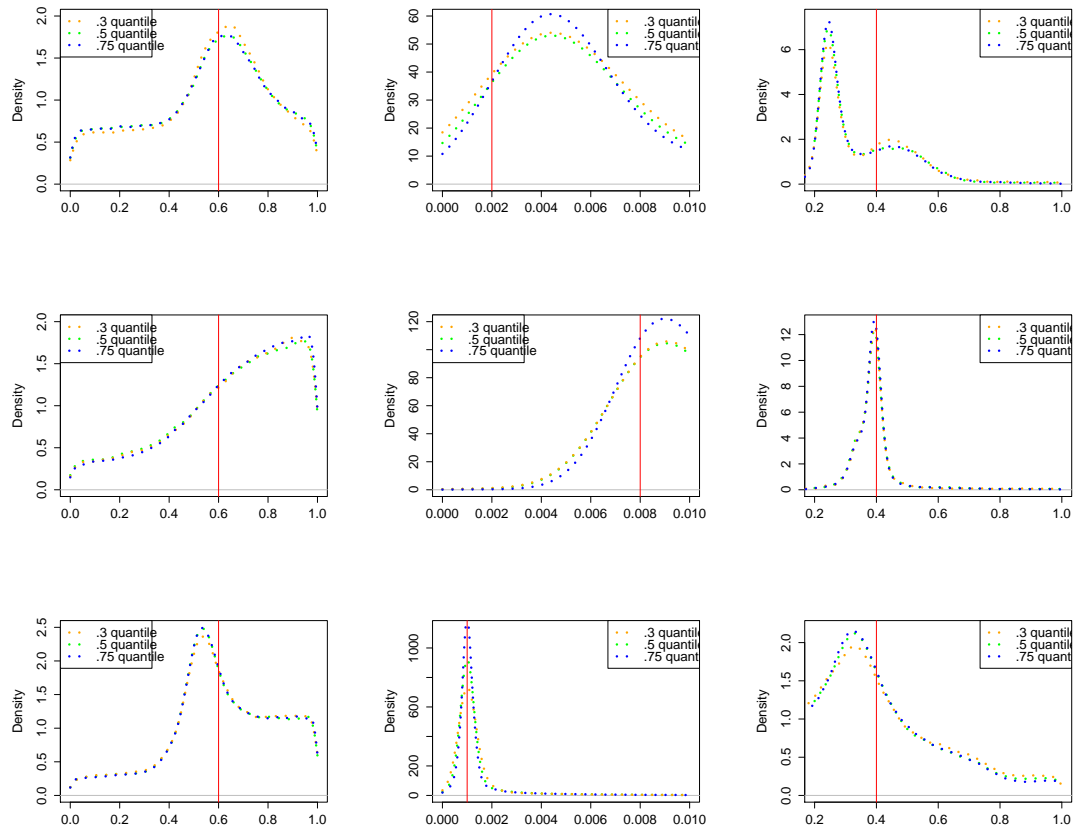 .3 quantile
.5 quantile
.75 quantile
Density
0.0 0.5 1.0 1.5 2.0
0.0 0.2 0.4 0.6 0.8 1.0
.3 quantile
.5 quantile
.75 quant
Density
0 10 20 30 40 50 60
0.000 0.002 0.004 0.006 0.008 0.010
.3 quantile
.5 quantile
.75 quant
Density
0 2 4 6
0.2 0.4 0.6 0.8 1.0
.3 quantile
.5 quantile
.75 quantile
Density
0.0 0.5 1.0 1.5 2.0
0.0 0.2 0.4 0.6 0.8 1.0
.3 quantile
.5 quantile
.75 quantile
Density
0 20 40 60 80 100 120
0.000 0.002 0.004 0.006 0.008 0.010
.3 quantile
.5 quantile
.75 quant
Density
0 2 4 6 8 10 12
0.2 0.4 0.6 0.8 1.0
.3 quantile
.5 quantile
.75 quantile
Density
0.0 0.5 1.0 1.5 2.0 2.5
0.0 0.2 0.4 0.6 0.8 1.0
.3 quantile
.5 quantile
.75 quant
Density
0 200 400 600 1000
0.000 0.002 0.004 0.006 0.008 0.010
.3 quantile
.5 quantile
.75 quant
Density
0.0 0.5 1.0 1.5 2.0
0.2 0.4 0.6 0.8 1.0